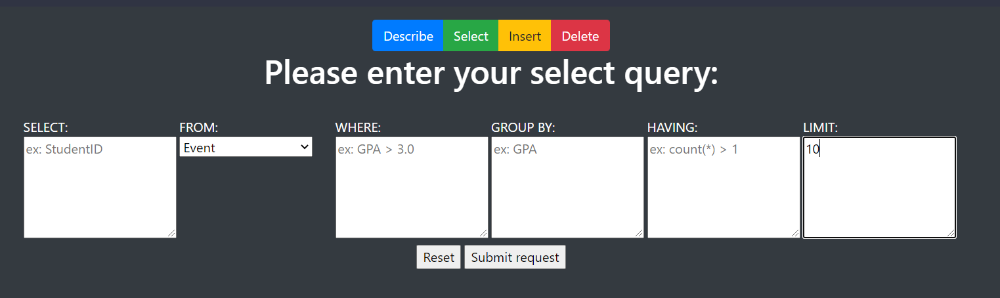 Describe Select Insert Delete
Please enter your select query:
SELECT: FROM: WHERE: GROUP BY: HAVING: LIMIT:
ex: StudentID Event ex: GPA > 3.0 ex: GPA ex: count(*) > 1 10
Reset Submit request